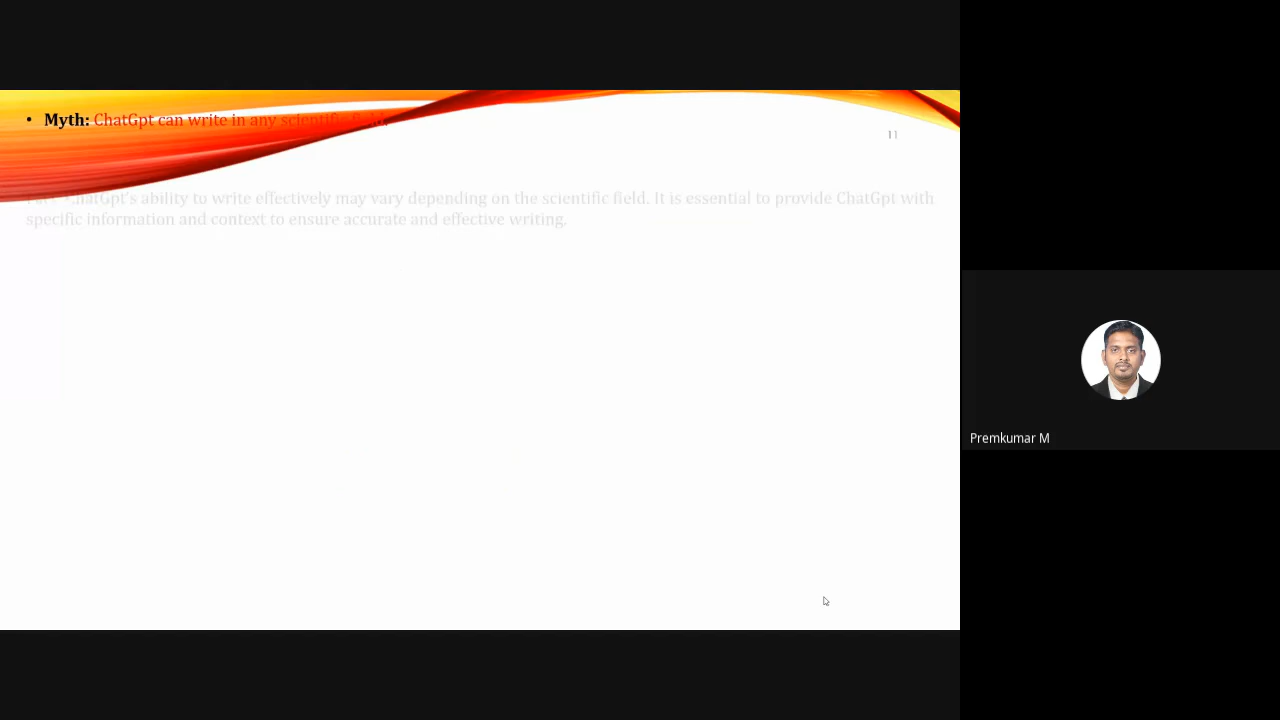 • Myth: ChatGpt can write in any scientific field.
11
ChatGpt's ability to write effectively may vary depending on the scientific field. It is essential to provide ChatGpt with
specific information and context to ensure accurate and effective writing.
Premkumar M